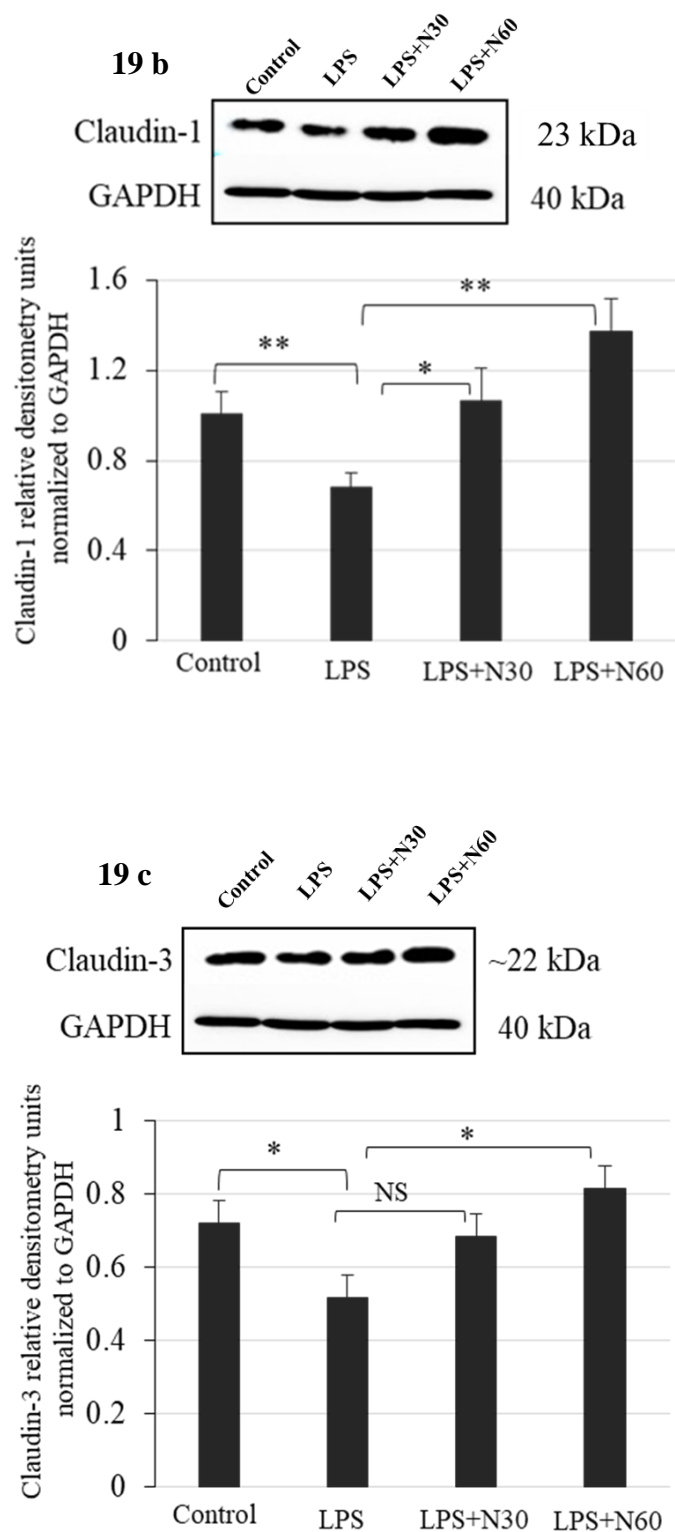 19 b
Control LPS LPS+N30 LPS+N60
Claudin-1 23 kDa
GAPDH 40 kDa
Claudin-1 relative densitometry units
normalized to GAPDH
1.6
1.2
0.8
0.4
0
**
*
**
Control LPS LPS+N30 LPS+N60
19 c
Control LPS LPS+N30 LPS+N60
Claudin-3 ~22 kDa
GAPDH 40 kDa
Claudin-3 relative densitometry units
normalized to GAPDH
1
0.8
0.6
0.4
0.2
0
*
NS
*
Control LPS LPS+N30 LPS+N60